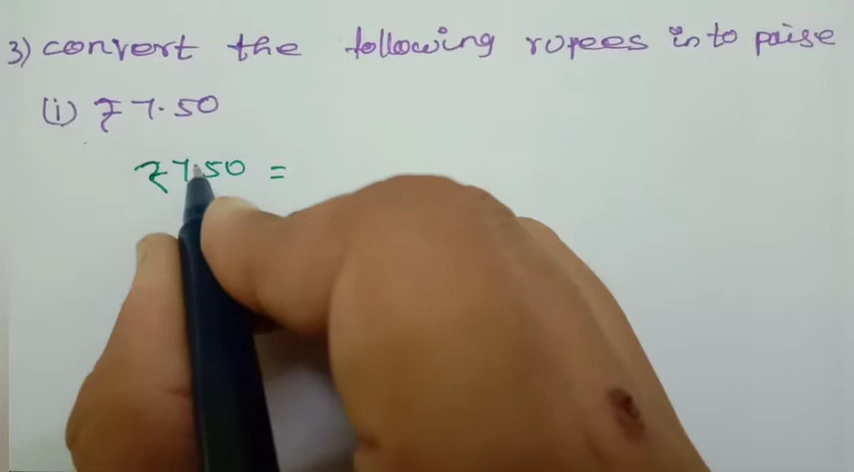 3) convert the following rupees into paise
(i) ₹7.50
₹7.50 =